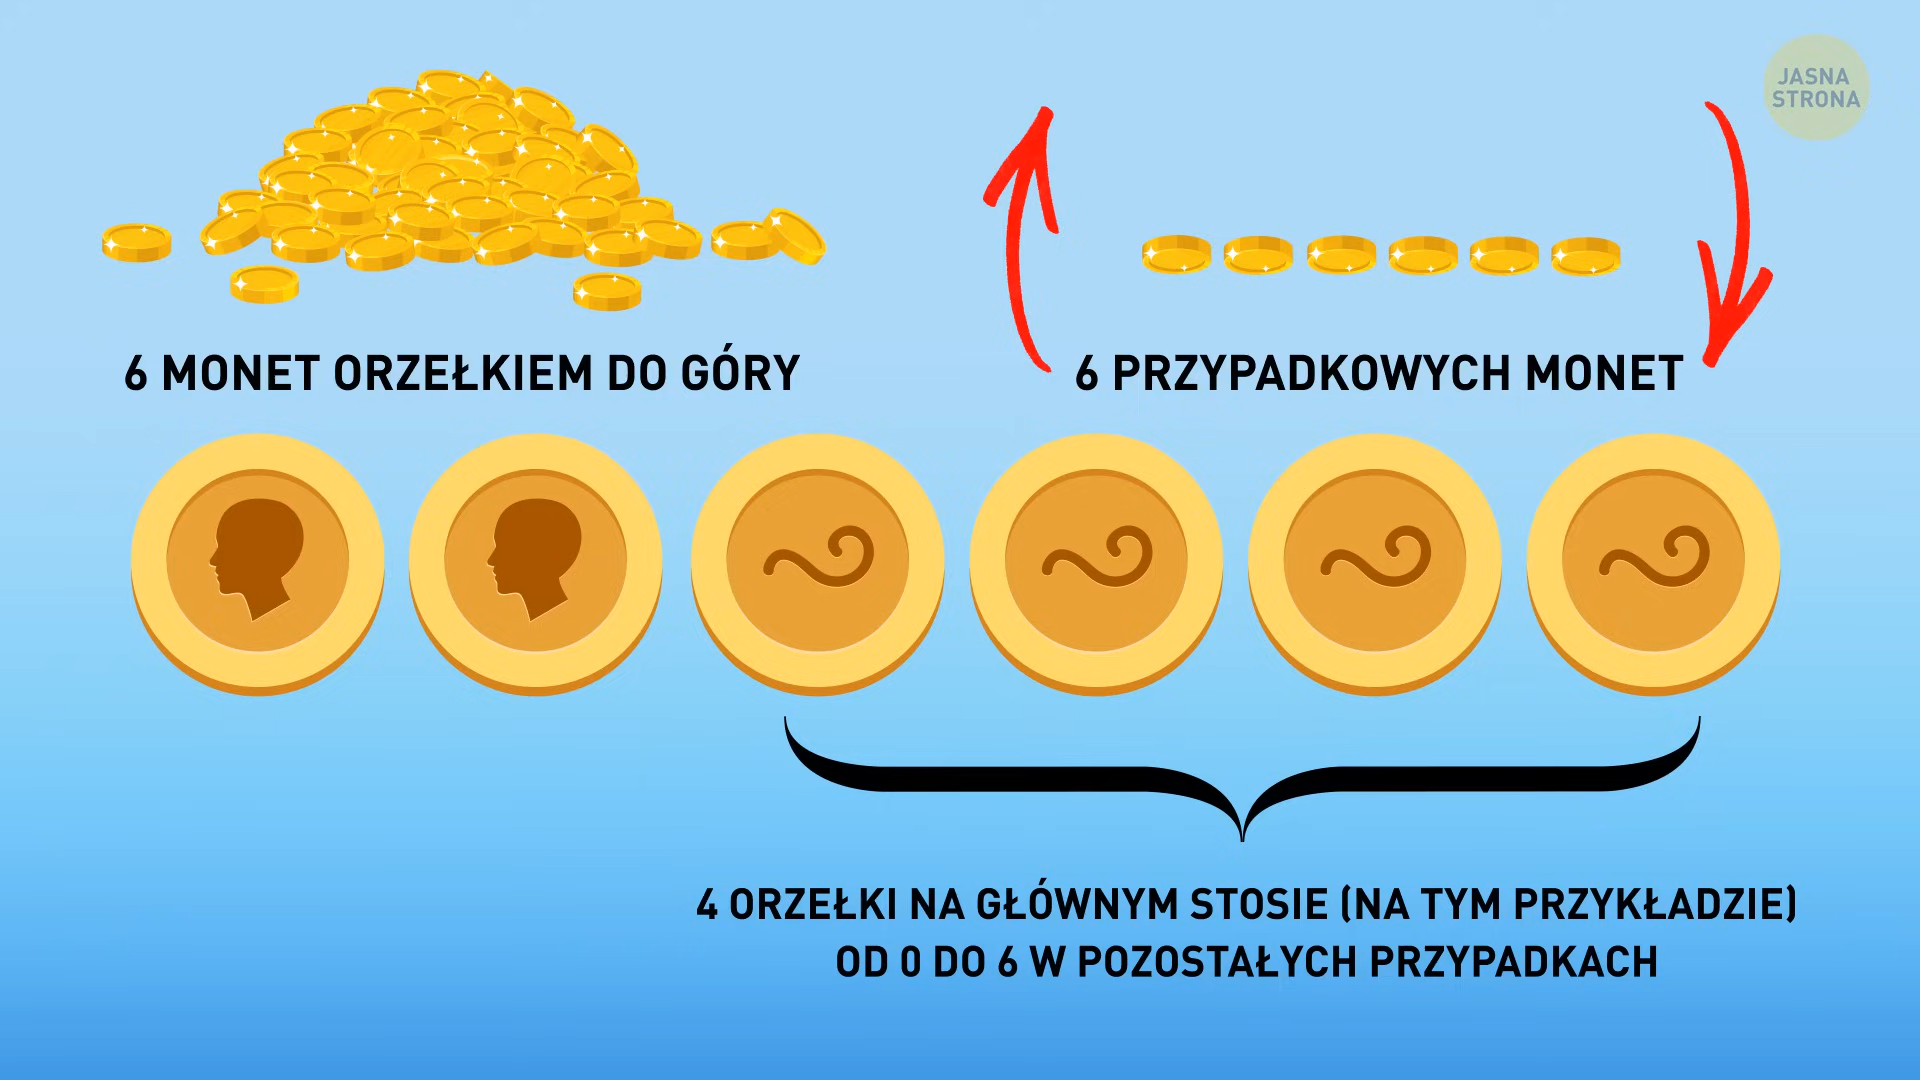 JASNA
STRONA
6 MONET ORZEŁKIEM DO GÓRY
6 PRZYPADKOWYCH MONET
4 ORZEŁKI NA GŁÓWNYM STOSIE (NA TYM PRZYKŁADZIE)
OD 0 DO 6 W POZOSTAŁYCH PRZYPADKACH